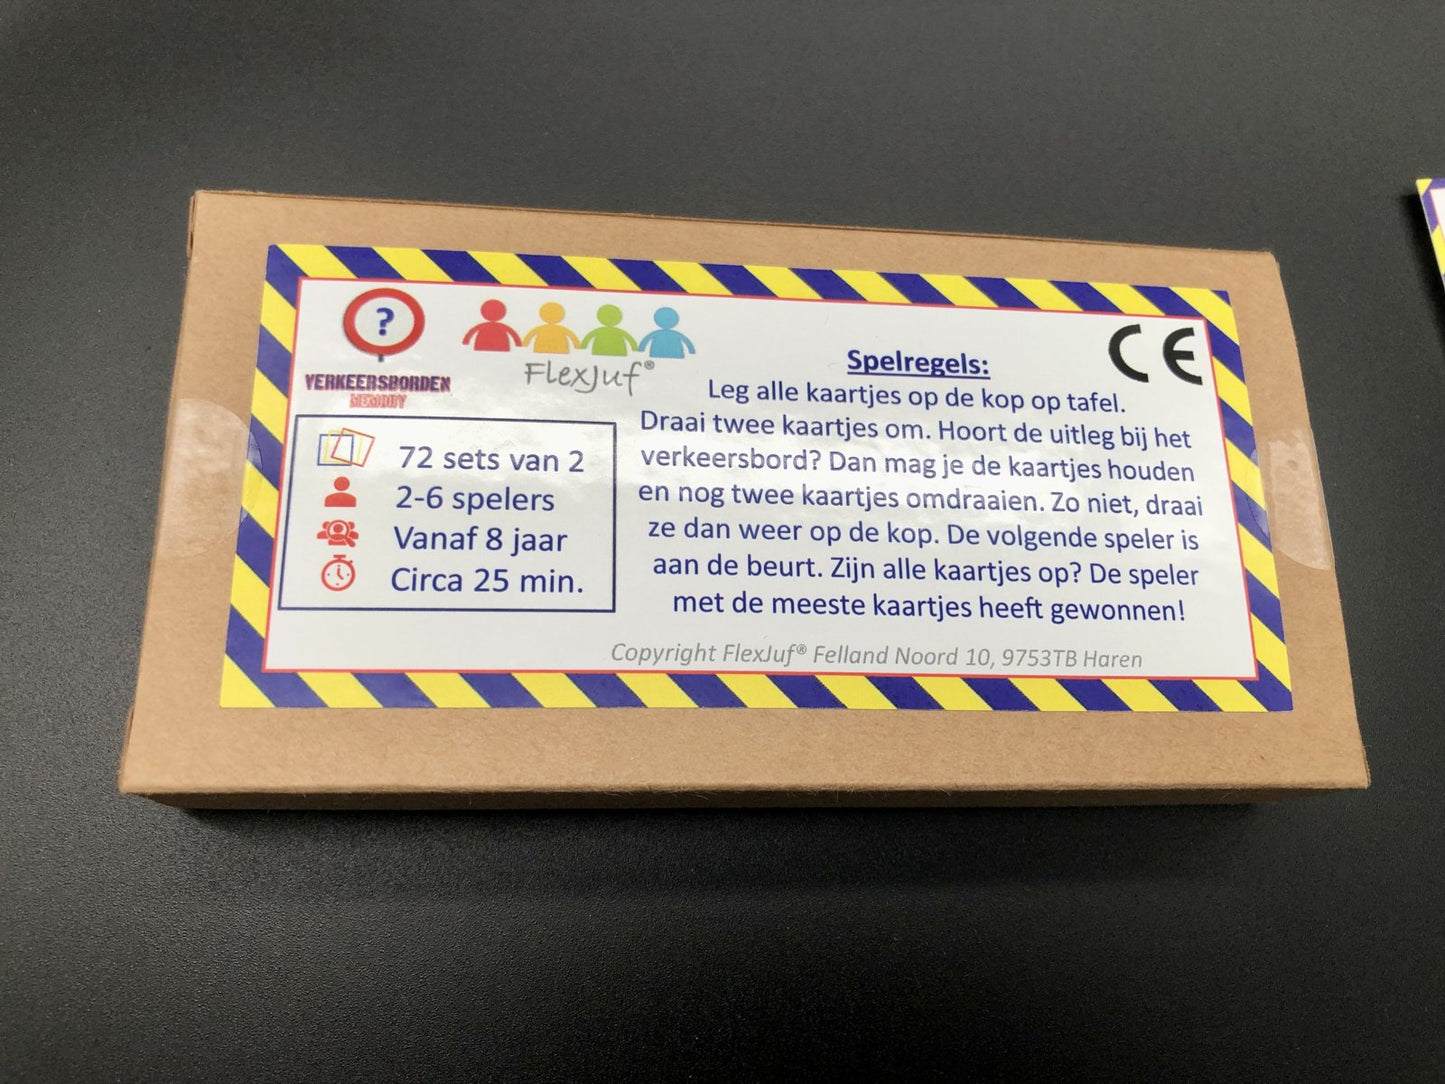 ?
VERKEERSBORDEN
MEMORY
FlexJuf®
CE
72 sets van 2
2-6 spelers
Vanaf 8 jaar
Circa 25 min.
Spelregels:
Leg alle kaartjes op de kop op tafel.
Draai twee kaartjes om. Hoort de uitleg bij het
verkeersbord? Dan mag je de kaartjes houden
en nog twee kaartjes omdraaien. Zo niet, draai
ze dan weer op de kop. De volgende speler is
aan de beurt. Zijn alle kaartjes op? De speler
met de meeste kaartjes heeft gewonnen!
Copyright FlexJuf® Felland Noord 10, 9753TB Haren